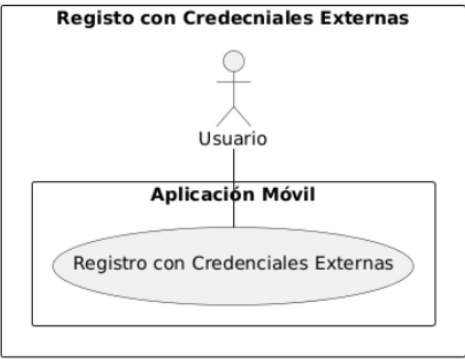 Registo con Credecniales Externas
Usuario
Aplicación Móvil
Registro con Credenciales Externas